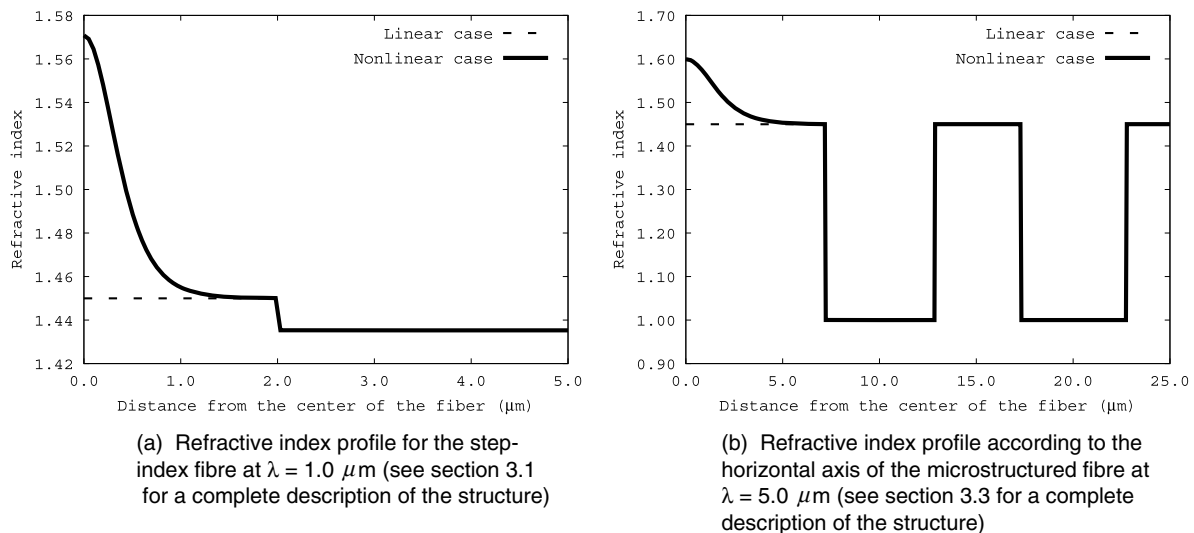 1.58
1.56
1.54
1.52
1.50
1.48
1.46
1.44
1.42
Refractive index
Linear case
Nonlinear case
0.0 1.0 2.0 3.0 4.0 5.0
Distance from the center of the fiber (μm)
(a) Refractive index profile for the step-
index fibre at λ = 1.0 μm (see section 3.1
for a complete description of the structure)
1.70
1.60
1.50
1.40
1.30
1.20
1.10
1.00
0.90
Refractive index
Linear case
Nonlinear case
0.0 5.0 10.0 15.0 20.0 25.0
Distance from the center of the fiber (μm)
(b) Refractive index profile according to the
horizontal axis of the microstructured fibre at
λ = 5.0 μm (see section 3.3 for a complete
description of the structure)